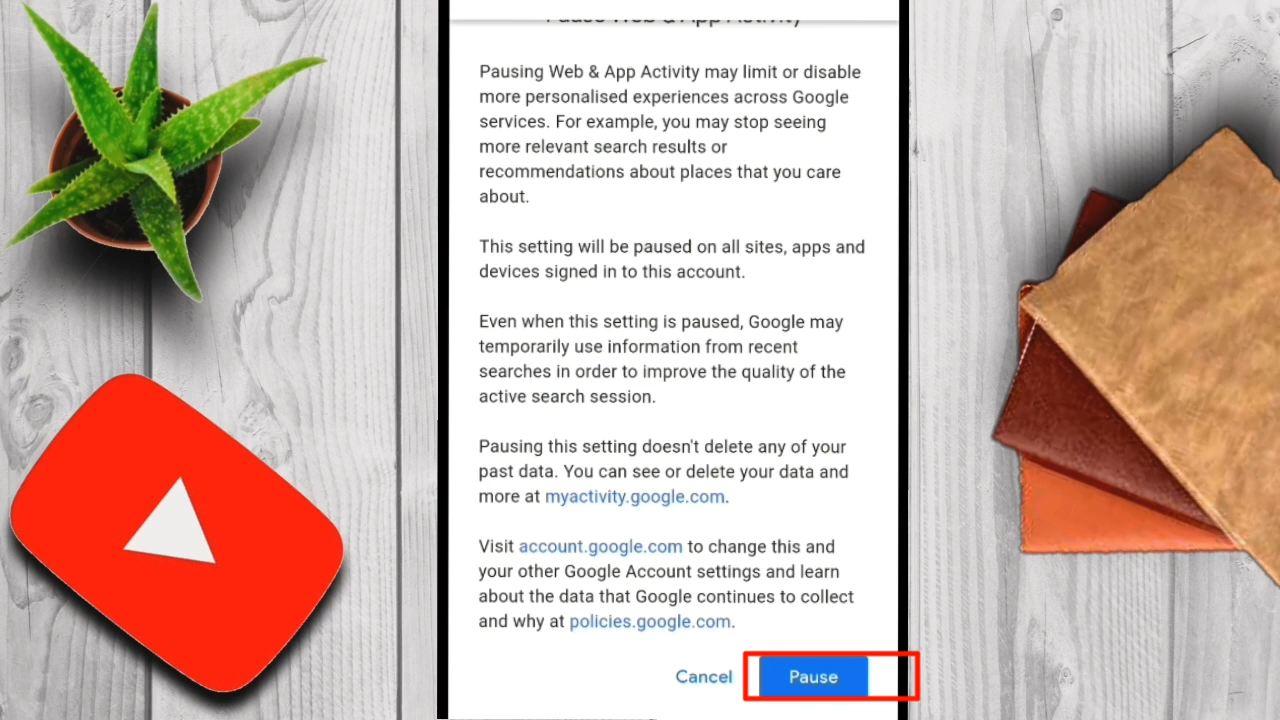 Pause Web & App Activity
Pausing Web & App Activity may limit or disable
more personalised experiences across Google
services. For example, you may stop seeing
more relevant search results or
recommendations about places that you care
about.
This setting will be paused on all sites, apps and
devices signed in to this account.
Even when this setting is paused, Google may
temporarily use information from recent
searches in order to improve the quality of the
active search session.
Pausing this setting doesn't delete any of your
past data. You can see or delete your data and
more at myactivity.google.com.
Visit account.google.com to change this and
your other Google Account settings and learn
about the data that Google continues to collect
and why at policies.google.com.
Cancel Pause